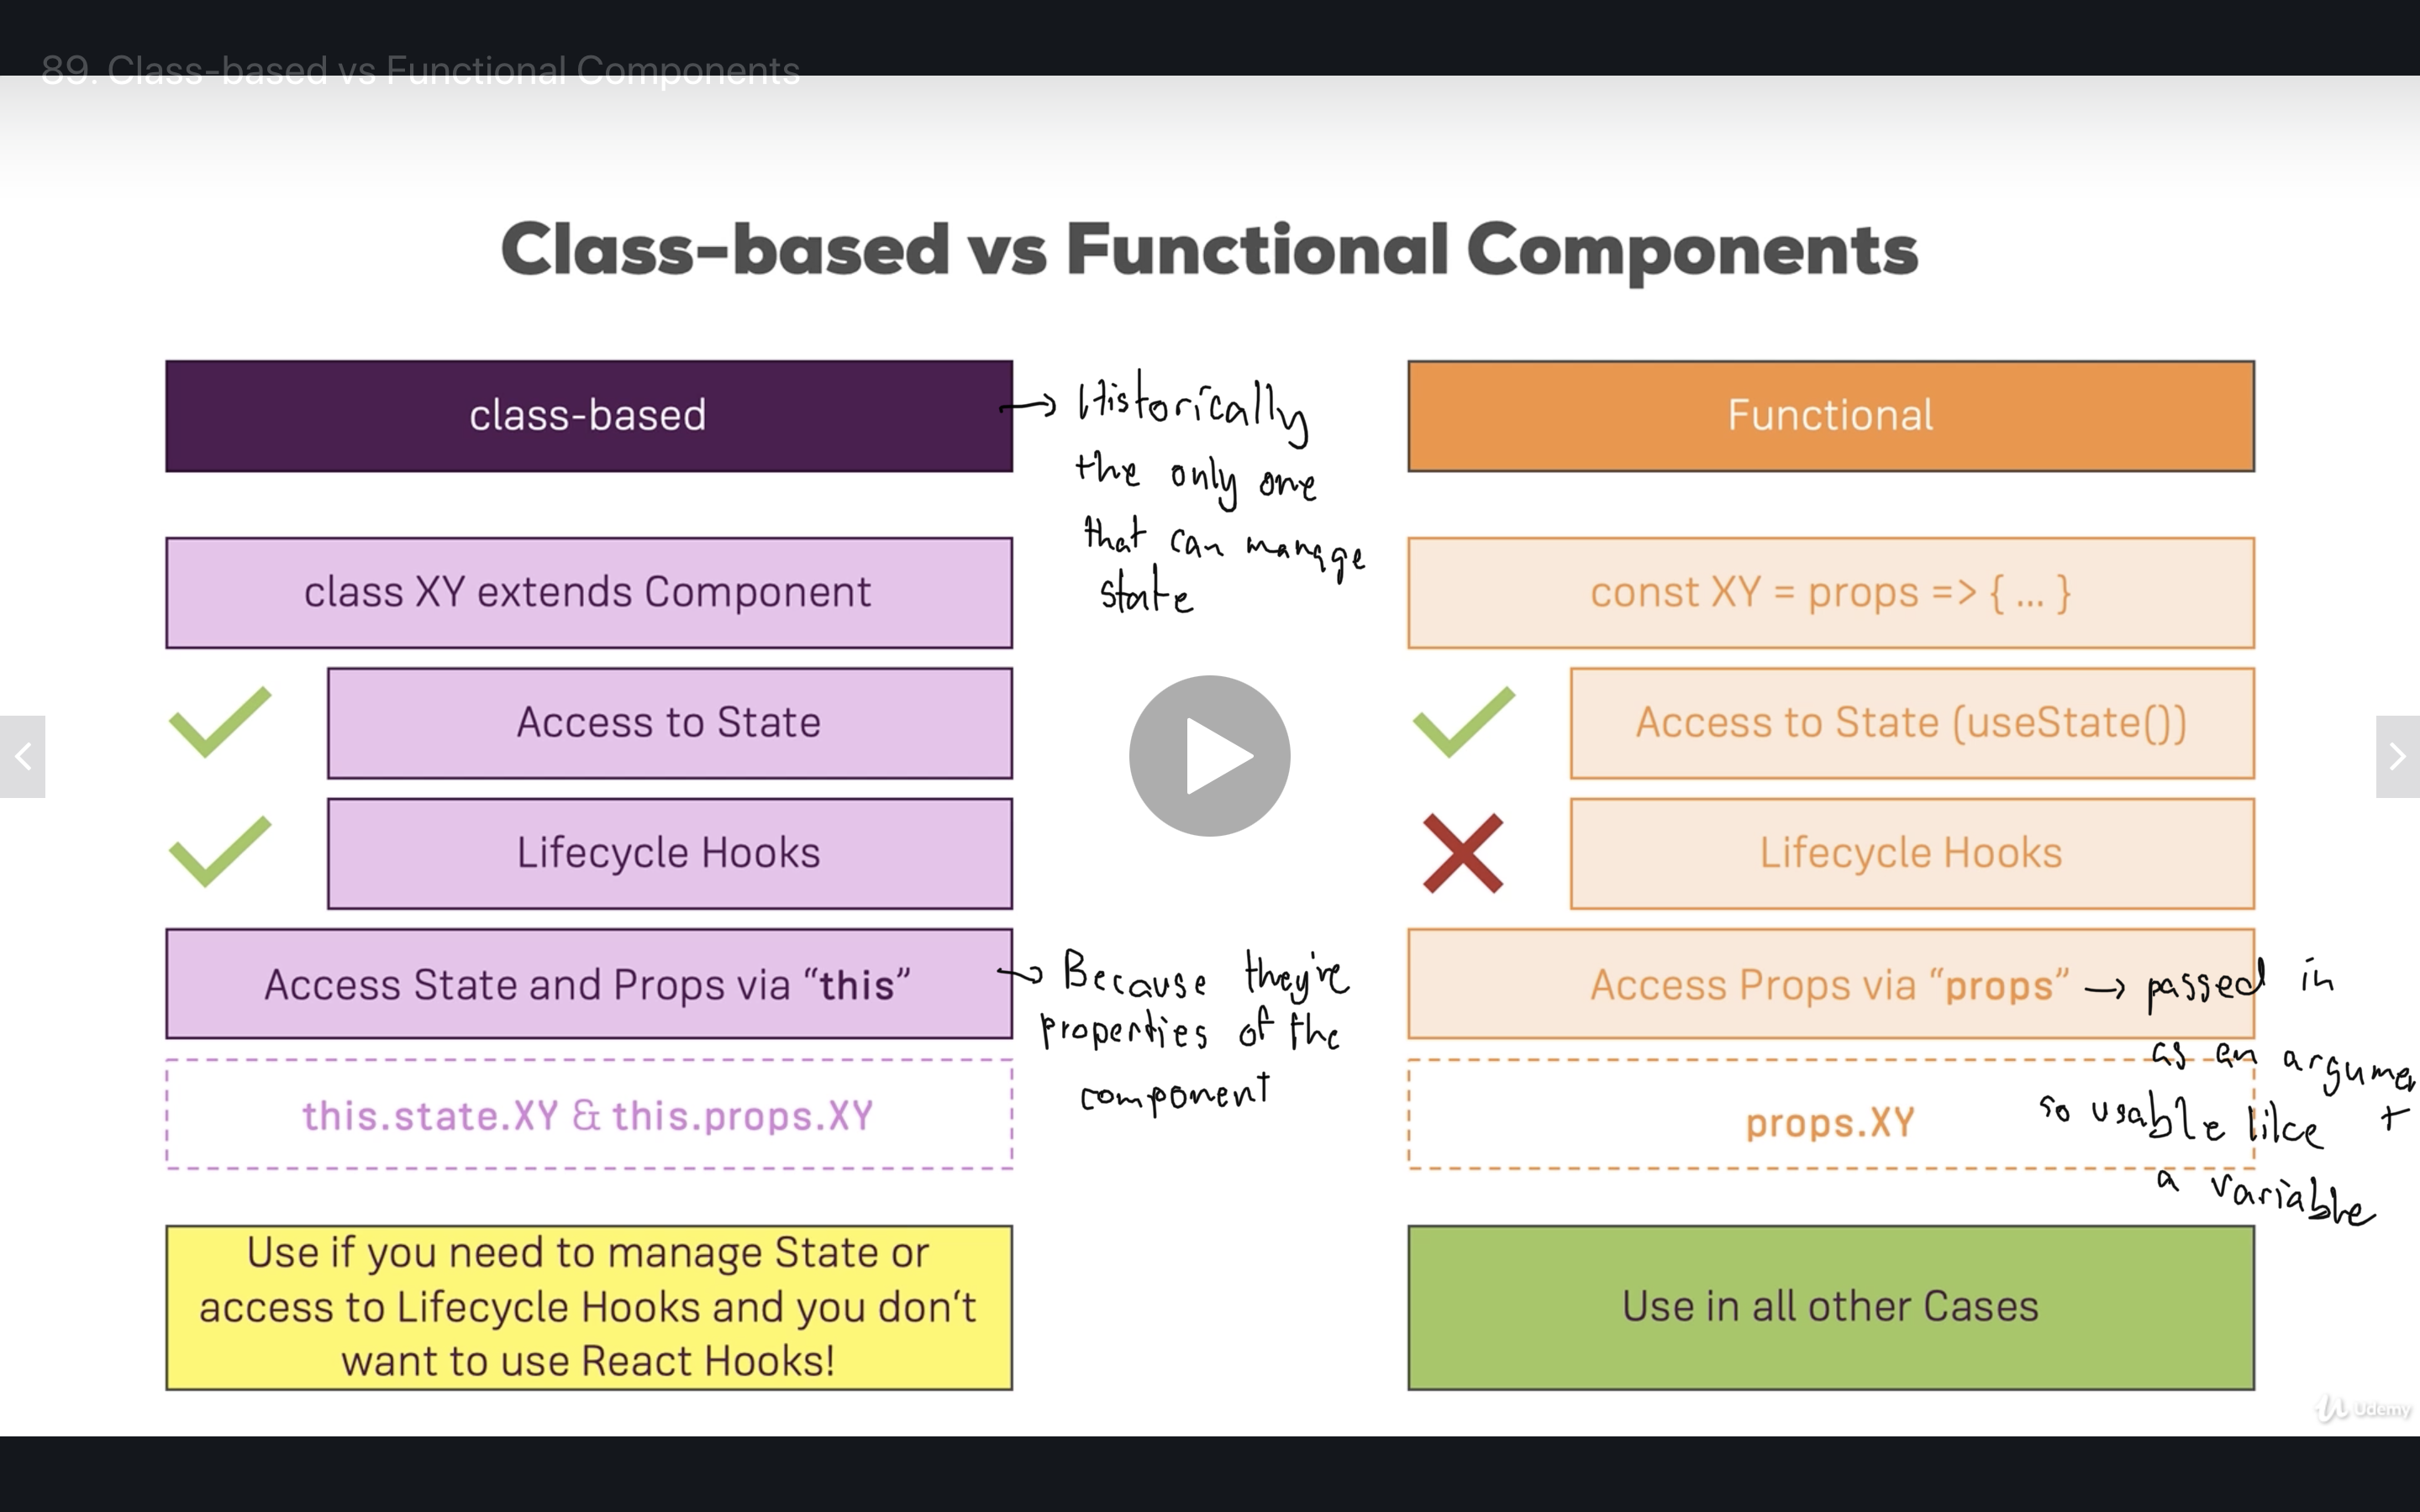 89. Class-based vs Functional Components
Class-based vs Functional Components
class-based
Historically
the only one
that can manage
state
class XY extends Component
Access to State
Lifecycle Hooks
Access State and Props via “this”
Because they're
properties of the
component
this.state.XY & this.props.XY
Use if you need to manage State or
access to Lifecycle Hooks and you don‘t
want to use React Hooks!
Functional
const XY = props => { ... }
Access to State (useState())
Lifecycle Hooks
Access Props via “props”
passed in
as an argumen
t
so usable like
a variable
props.XY
Use in all other Cases
Udemy